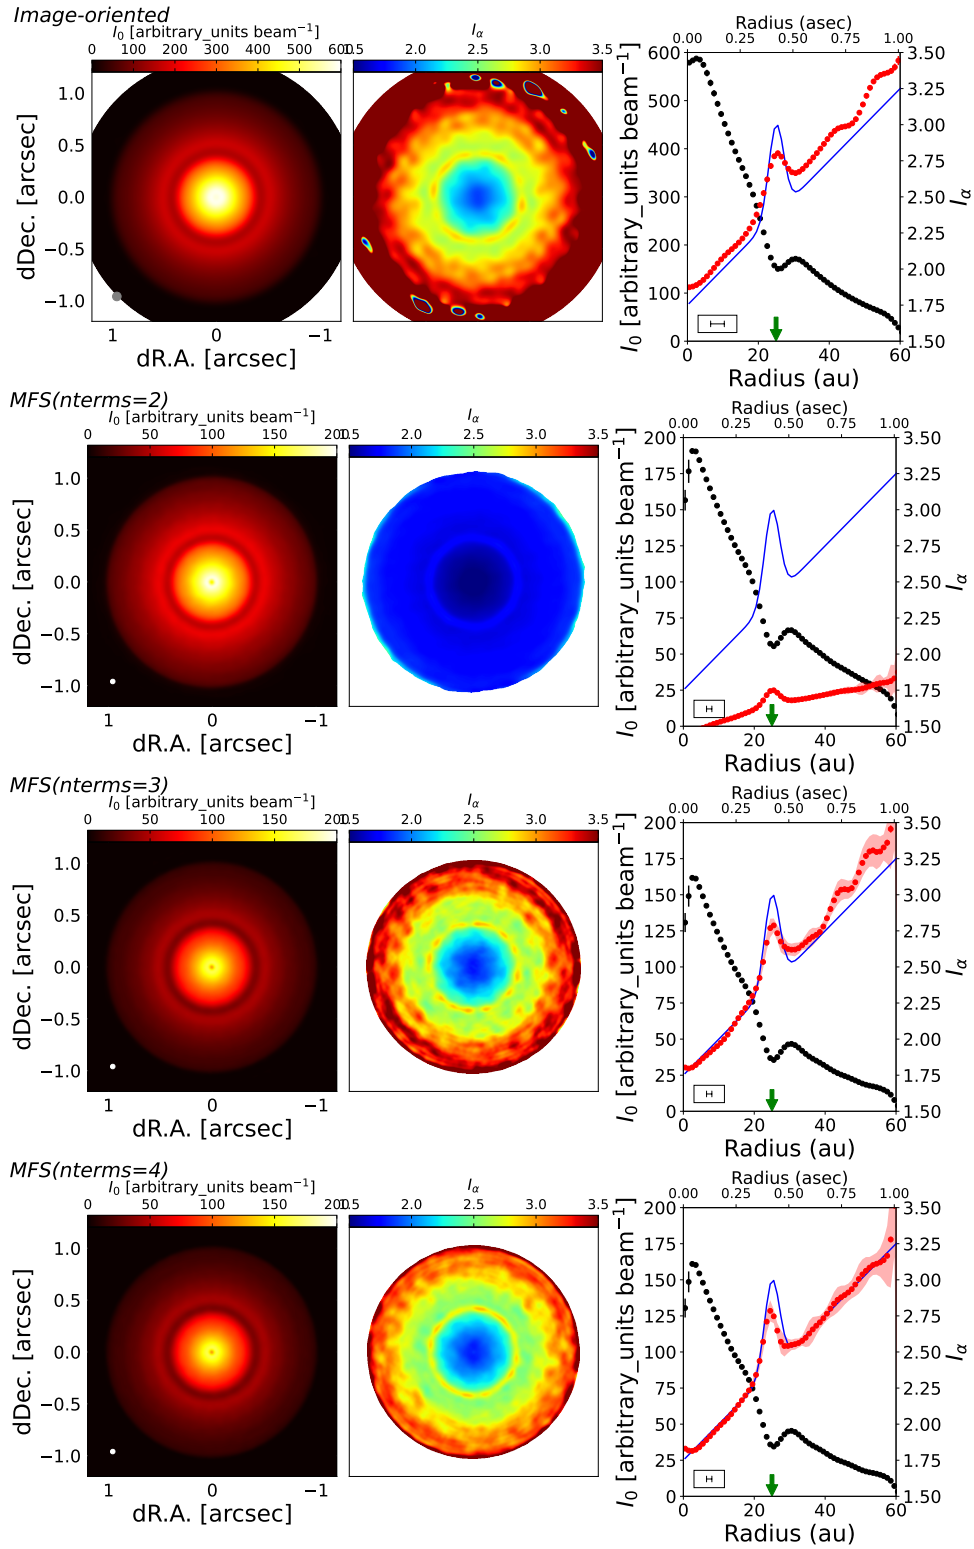 Image-oriented
I₀ [arbitrary_units beam⁻¹]
0 100 200 300 400 500 600
Iα
1.5 2.0 2.5 3.0 3.5
Radius (asec)
0.00 0.25 0.50 0.75 1.00
dDec. [arcsec]
1.0
0.5
0.0
−0.5
−1.0
1 0 −1
dR.A. [arcsec]
I₀ [arbitrary_units beam⁻¹]
600
500
400
300
200
100
0
3.50
3.25
3.00
2.75
2.50
2.25
2.00
1.75
1.50
Iα
0 20 40 60
Radius (au)
MFS(nterms=2)
I₀ [arbitrary_units beam⁻¹]
0 50 100 150 200
Iα
1.5 2.0 2.5 3.0 3.5
Radius (asec)
0.00 0.25 0.50 0.75 1.00
dDec. [arcsec]
1.0
0.5
0.0
−0.5
−1.0
1 0 −1
dR.A. [arcsec]
I₀ [arbitrary_units beam⁻¹]
200
175
150
125
100
75
50
25
0
3.50
3.25
3.00
2.75
2.50
2.25
2.00
1.75
1.50
Iα
0 20 40 60
Radius (au)
MFS(nterms=3)
I₀ [arbitrary_units beam⁻¹]
0 50 100 150 200
Iα
1.5 2.0 2.5 3.0 3.5
Radius (asec)
0.00 0.25 0.50 0.75 1.00
dDec. [arcsec]
1.0
0.5
0.0
−0.5
−1.0
1 0 −1
dR.A. [arcsec]
I₀ [arbitrary_units beam⁻¹]
200
175
150
125
100
75
50
25
0
3.50
3.25
3.00
2.75
2.50
2.25
2.00
1.75
1.50
Iα
0 20 40 60
Radius (au)
MFS(nterms=4)
I₀ [arbitrary_units beam⁻¹]
0 50 100 150 200
Iα
1.5 2.0 2.5 3.0 3.5
Radius (asec)
0.00 0.25 0.50 0.75 1.00
dDec. [arcsec]
1.0
0.5
0.0
−0.5
−1.0
1 0 −1
dR.A. [arcsec]
I₀ [arbitrary_units beam⁻¹]
200
175
150
125
100
75
50
25
0
3.50
3.25
3.00
2.75
2.50
2.25
2.00
1.75
1.50
Iα
0 20 40 60
Radius (au)